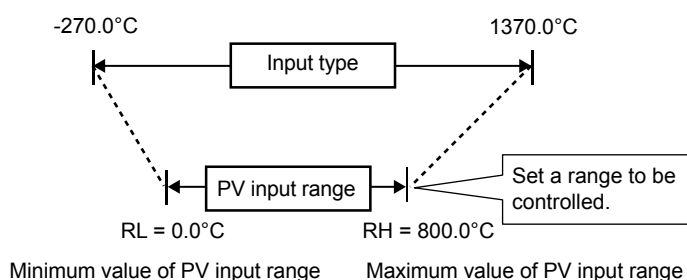 -270.0°C
1370.0°C
Input type
PV input range
Set a range to be
controlled.
RL = 0.0°C
RH = 800.0°C
Minimum value of PV input range
Maximum value of PV input range